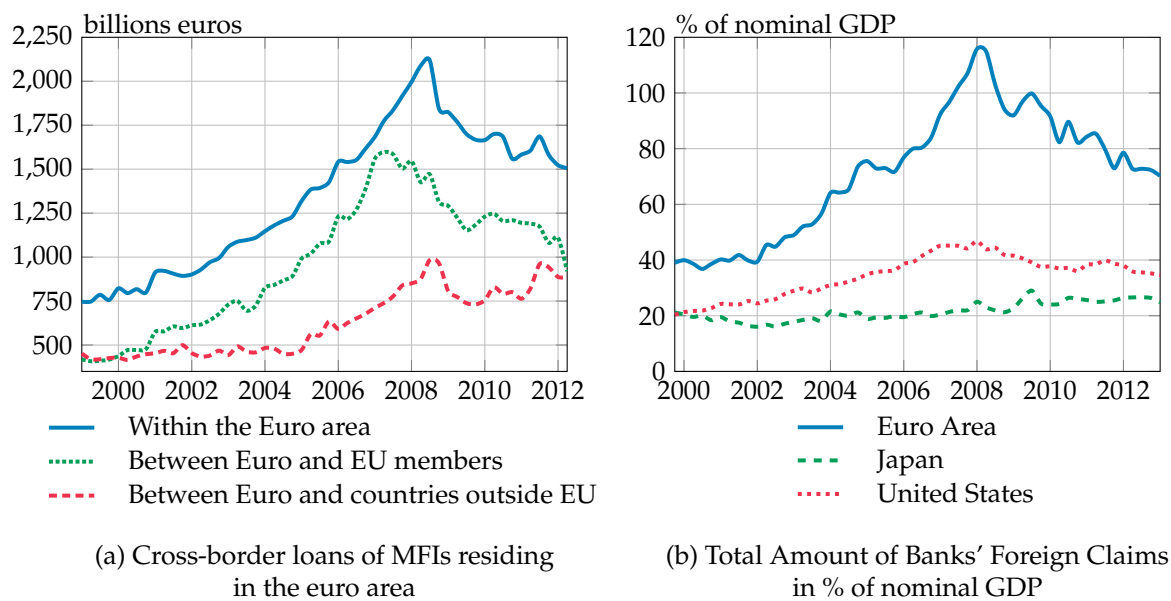 billions euros
2,250
2,000
1,750
1,500
1,250
1,000
750
500
2000 2002 2004 2006 2008 2010 2012
Within the Euro area
Between Euro and EU members
Between Euro and countries outside EU
(a) Cross-border loans of MFIs residing
in the euro area
% of nominal GDP
120
100
80
60
40
20
0
2000 2002 2004 2006 2008 2010 2012
Euro Area
Japan
United States
(b) Total Amount of Banks' Foreign Claims
in % of nominal GDP